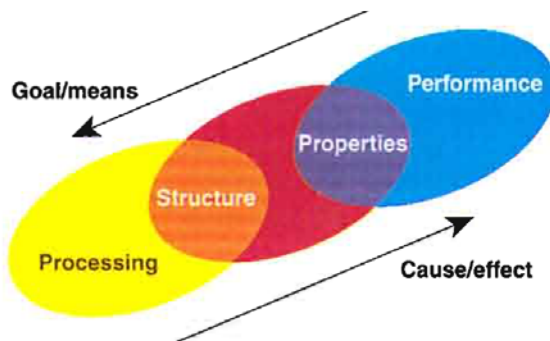 Performance
Goal/means
Properties
Structure
Processing
Cause/effect